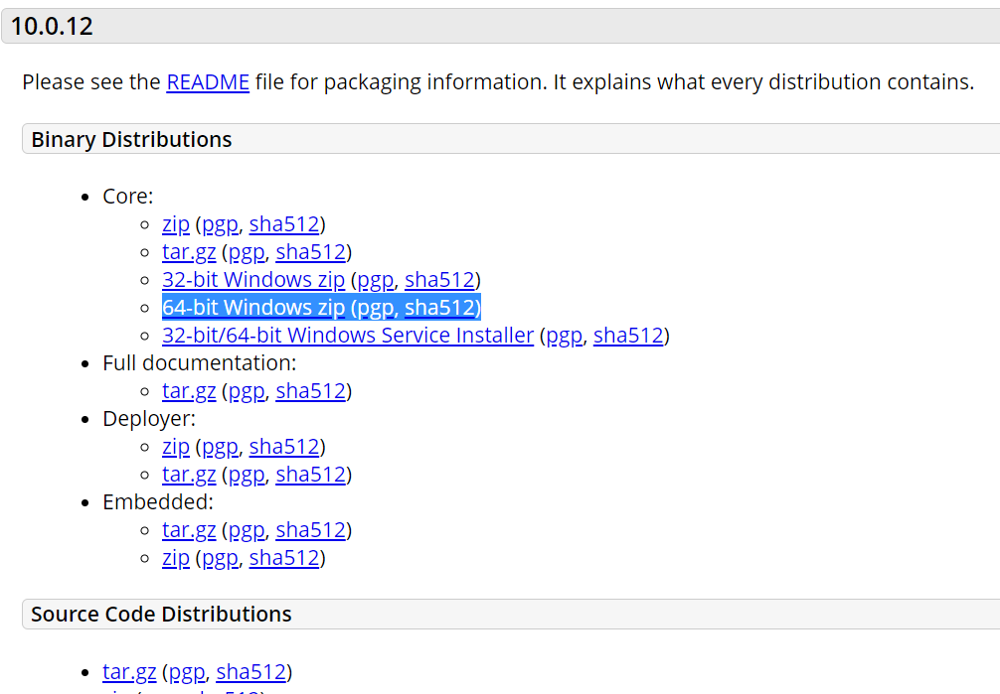 10.0.12
Please see the README file for packaging information. It explains what every distribution contains.
Binary Distributions
Core:
zip (pgp, sha512)
tar.gz (pgp, sha512)
32-bit Windows zip (pgp, sha512)
64-bit Windows zip (pgp, sha512)
32-bit/64-bit Windows Service Installer (pgp, sha512)
Full documentation:
tar.gz (pgp, sha512)
Deployer:
zip (pgp, sha512)
tar.gz (pgp, sha512)
Embedded:
tar.gz (pgp, sha512)
zip (pgp, sha512)
Source Code Distributions
tar.gz (pgp, sha512)